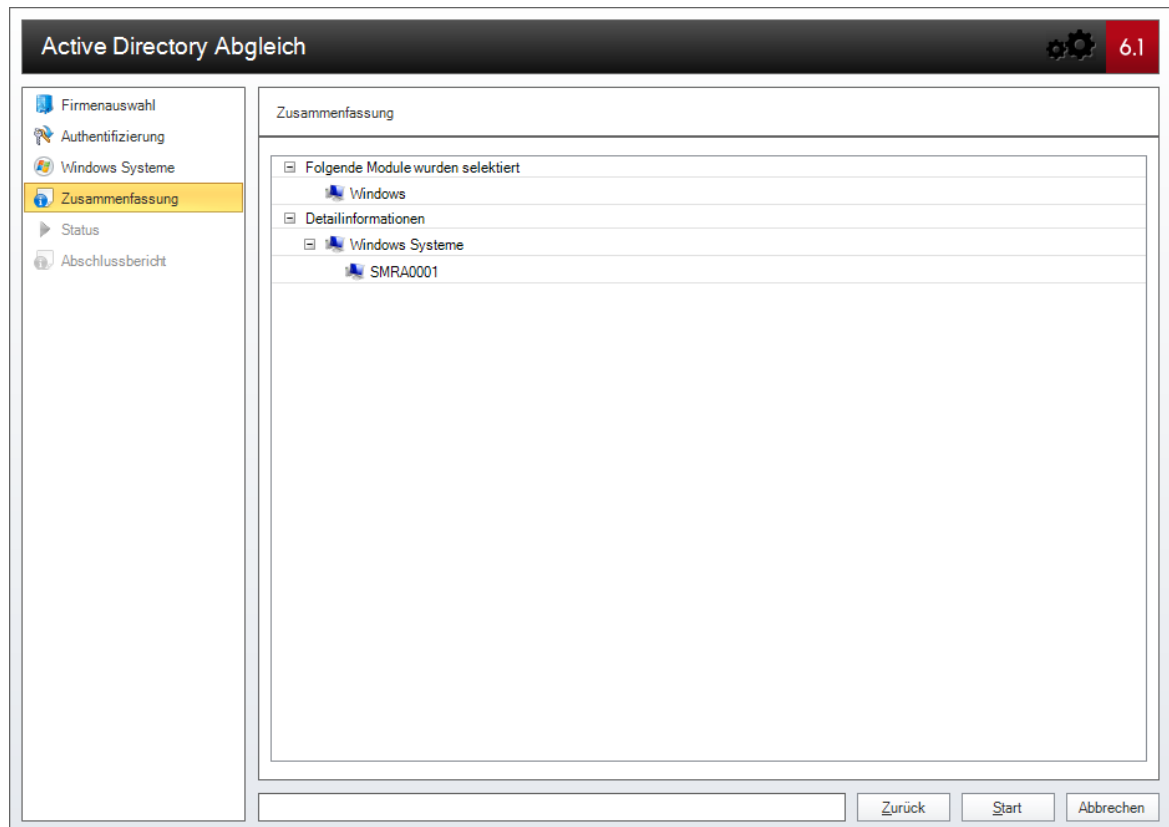 Active Directory Abgleich
6.1
Firmenauswahl
Authentifizierung
Windows Systeme
Zusammenfassung
Status
Abschlussbericht
Zusammenfassung
Folgende Module wurden selektiert
Windows
Detailinformationen
Windows Systeme
SMRA0001
Zurück
Start
Abbrechen